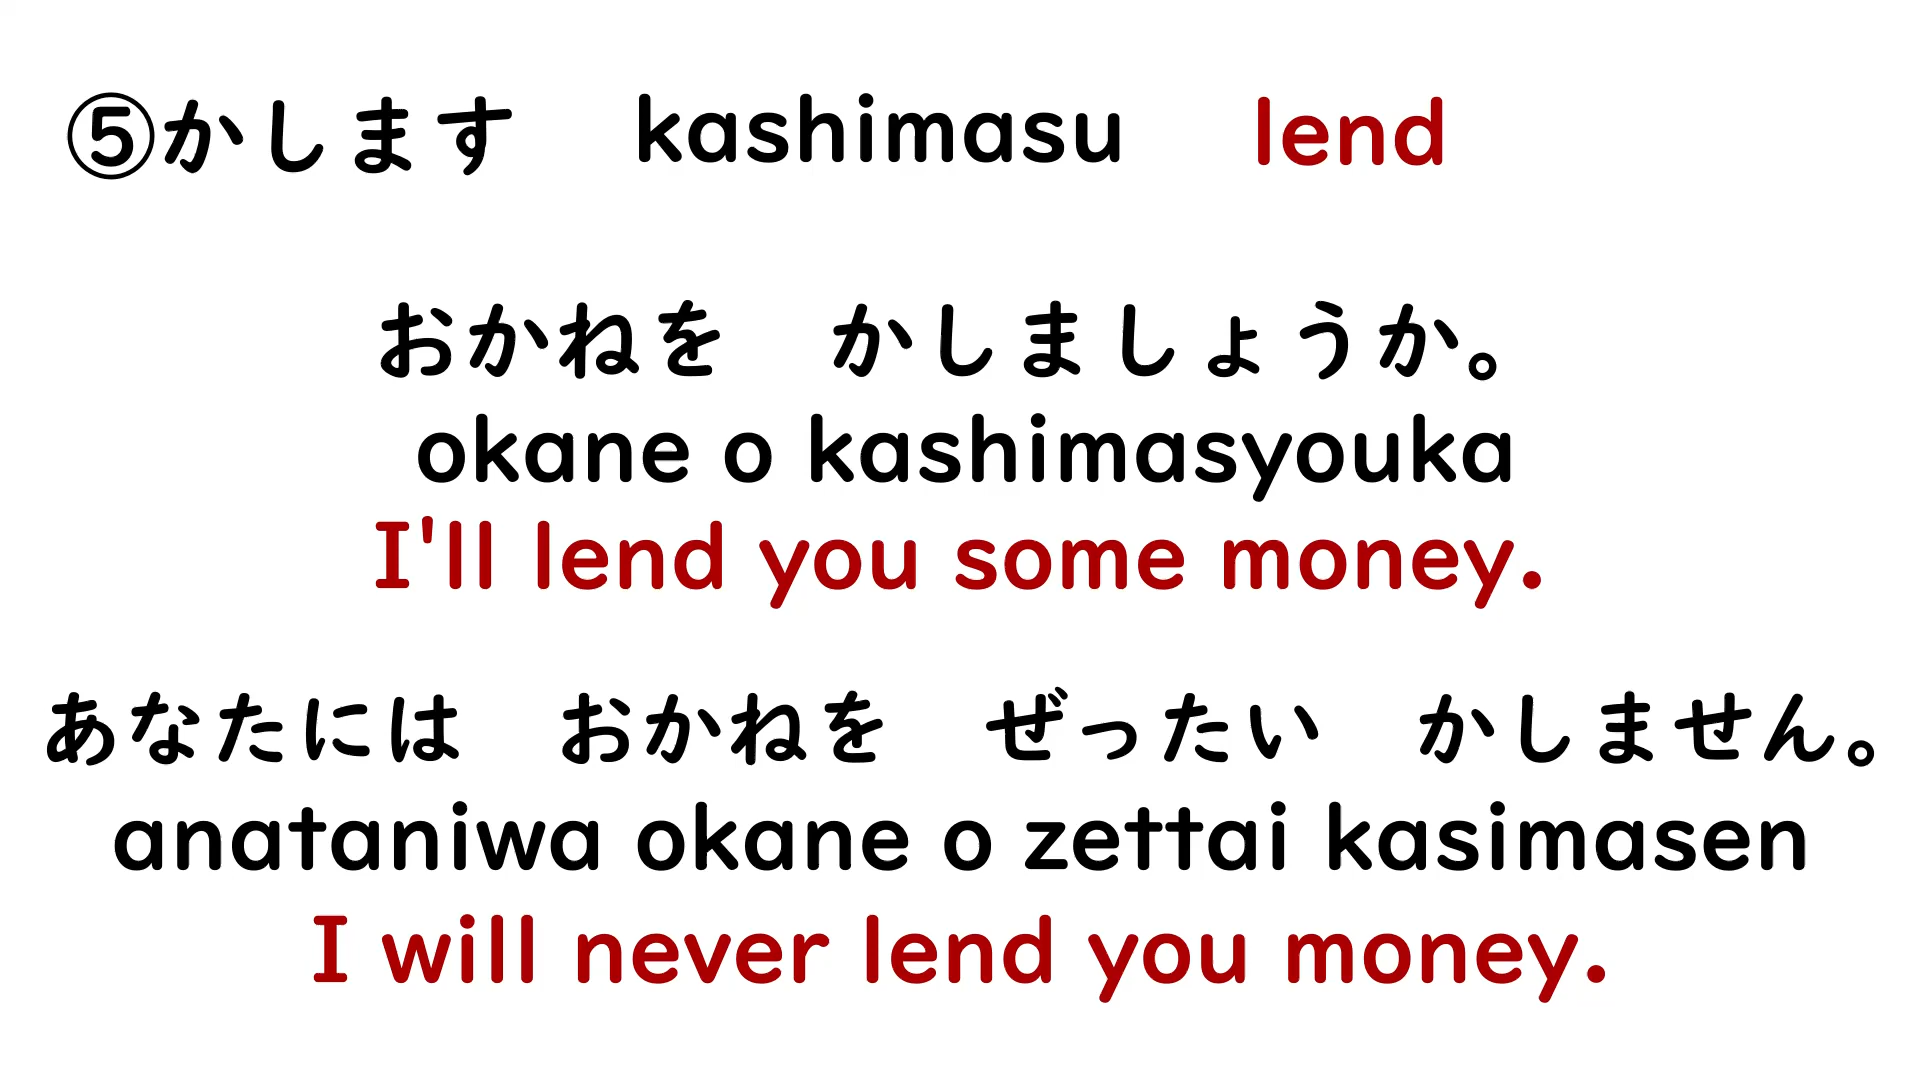 ⑤かします kashimasu lend
おかねを　かしましょうか。
okane o kashimasyouka
I'll lend you some money.
あなたには　おかねを　ぜったい　かしません。
anataniwa okane o zettai kasimasen
I will never lend you money.